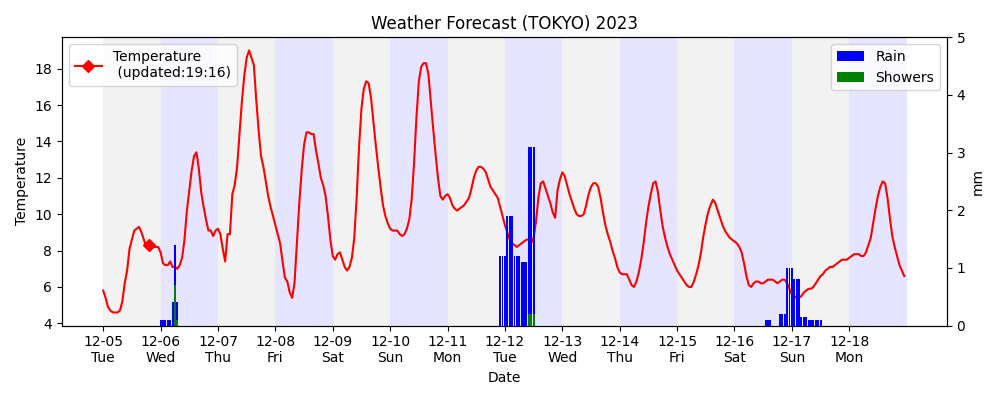 Weather Forecast (TOKYO) 2023
Temperature
(updated:19:16)
Rain
Showers
Temperature
18
16
14
12
10
8
6
4
5
4
3
2
1
0
mm
12-05 12-06 12-07 12-08 12-09 12-10 12-11 12-12 12-13 12-14 12-15 12-16 12-17 12-18
Tue Wed Thu Fri Sat Sun Mon Tue Wed Thu Fri Sat Sun Mon
Date